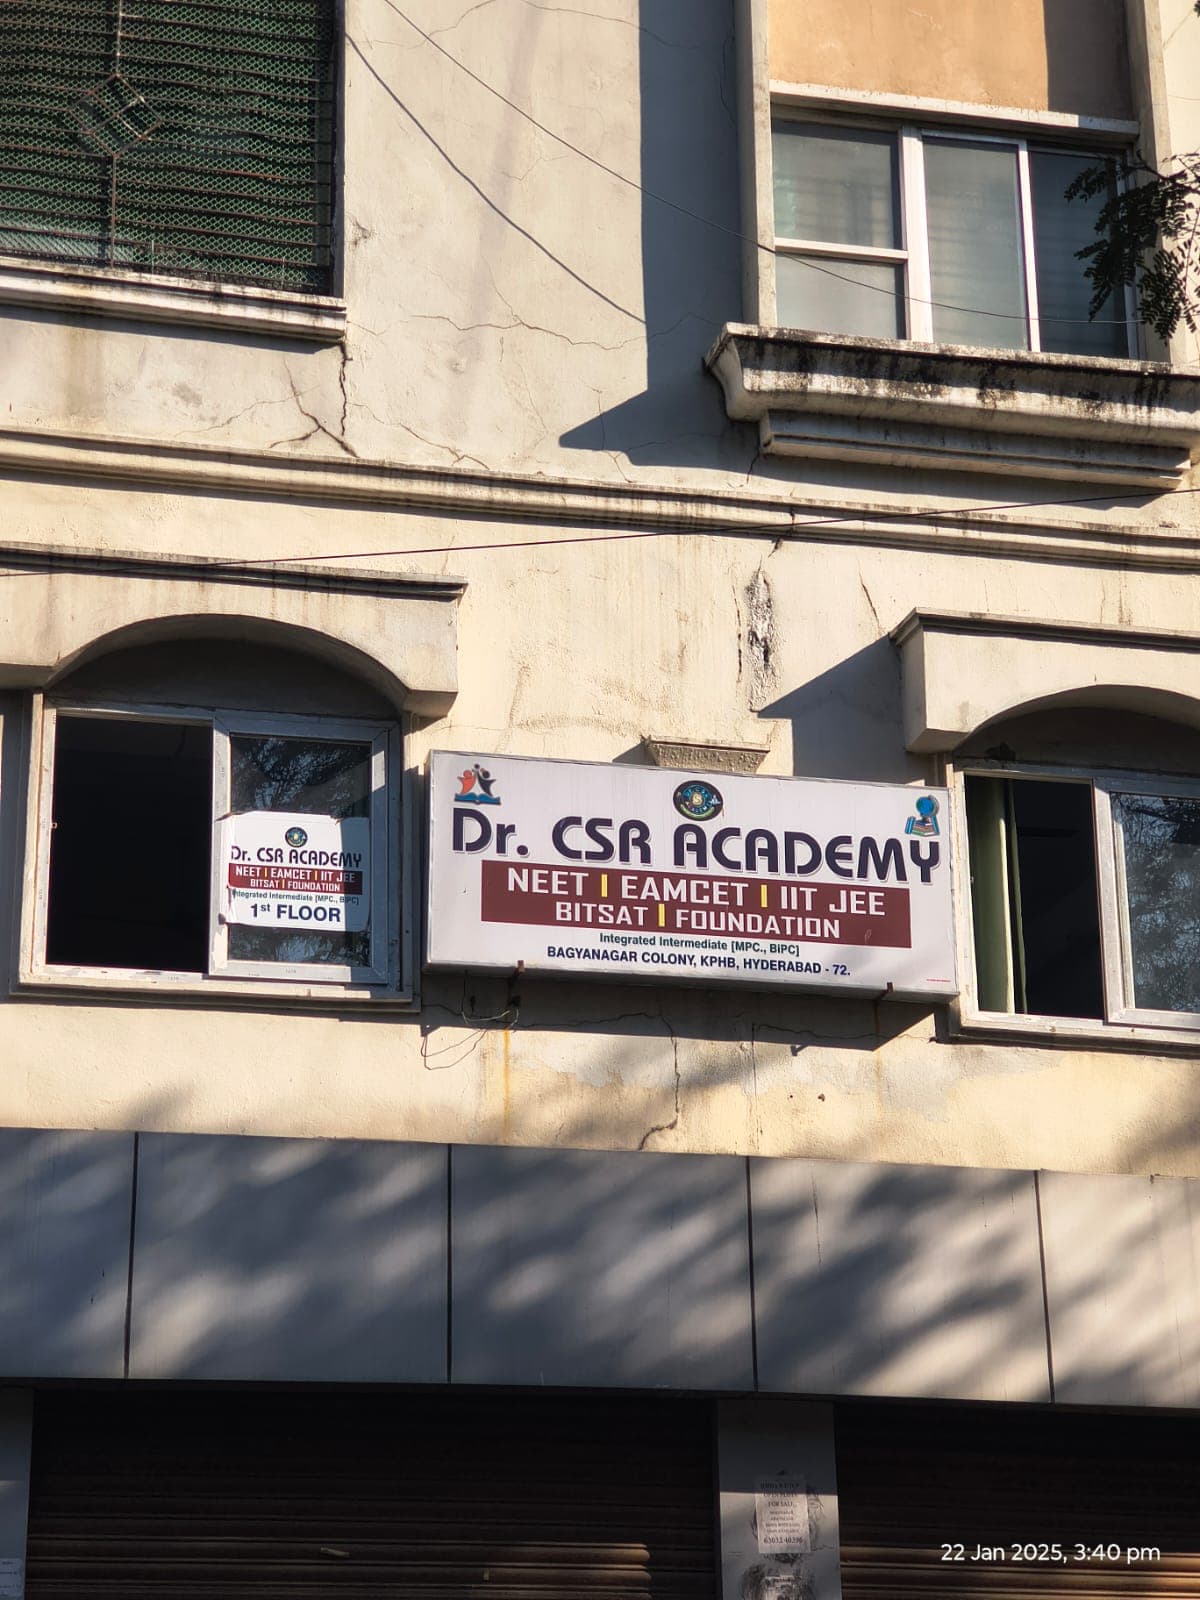 Dr. CSR ACADEMY
NEET I EAMCET I IIT JEE
BITSAT I FOUNDATION
Integrated Intermediate [MPC., BiPC]
BAGYANAGAR COLONY, KPHB, HYDERABAD - 72.
Dr. CSR ACADEMY
NEET I EAMCET I IIT JEE
BITSAT I FOUNDATION
Integrated Intermediate [MPC., BiPC]
1st FLOOR
FOR SALE
22 Jan 2025, 3:40 pm